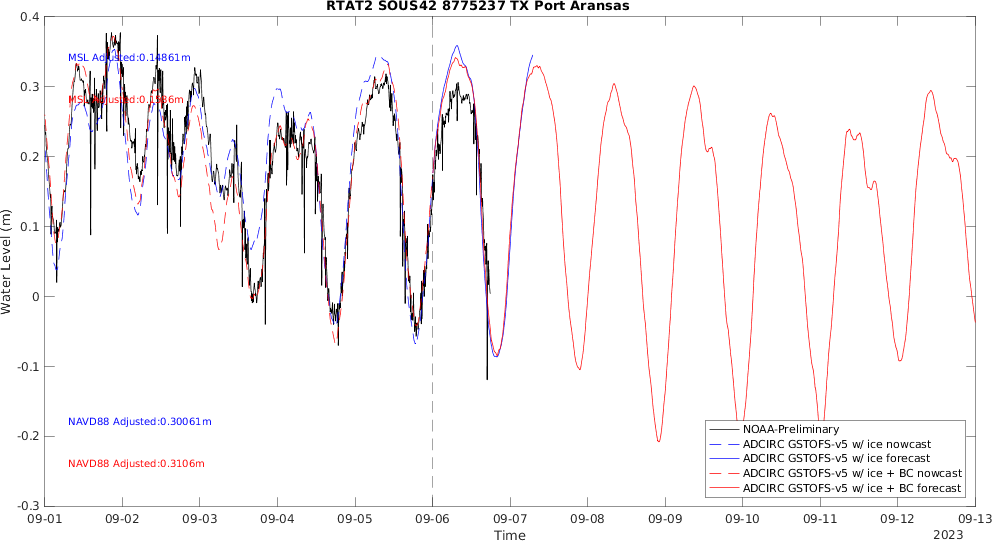 RTAT2 SOUS42 8775237 TX Port Aransas
0.4
0.3
0.2
0.1
0
-0.1
-0.2
-0.3
Water Level (m)
MSL Adjusted:0.14861m
MSL Adjusted:
NAVD88 Adjusted:0.30061m
NAVD88 Adjusted:0.3106m
NOAA-Preliminary
ADCIRC GSTOFS-v5 w/ ice nowcast
ADCIRC GSTOFS-v5 w/ ice forecast
ADCIRC GSTOFS-v5 w/ ice + BC nowcast
ADCIRC GSTOFS-v5 w/ ice + BC forecast
09-01 09-02 09-03 09-04 09-05 09-06 09-07 09-08 09-09 09-10 09-11 09-12 09-13
Time
2023